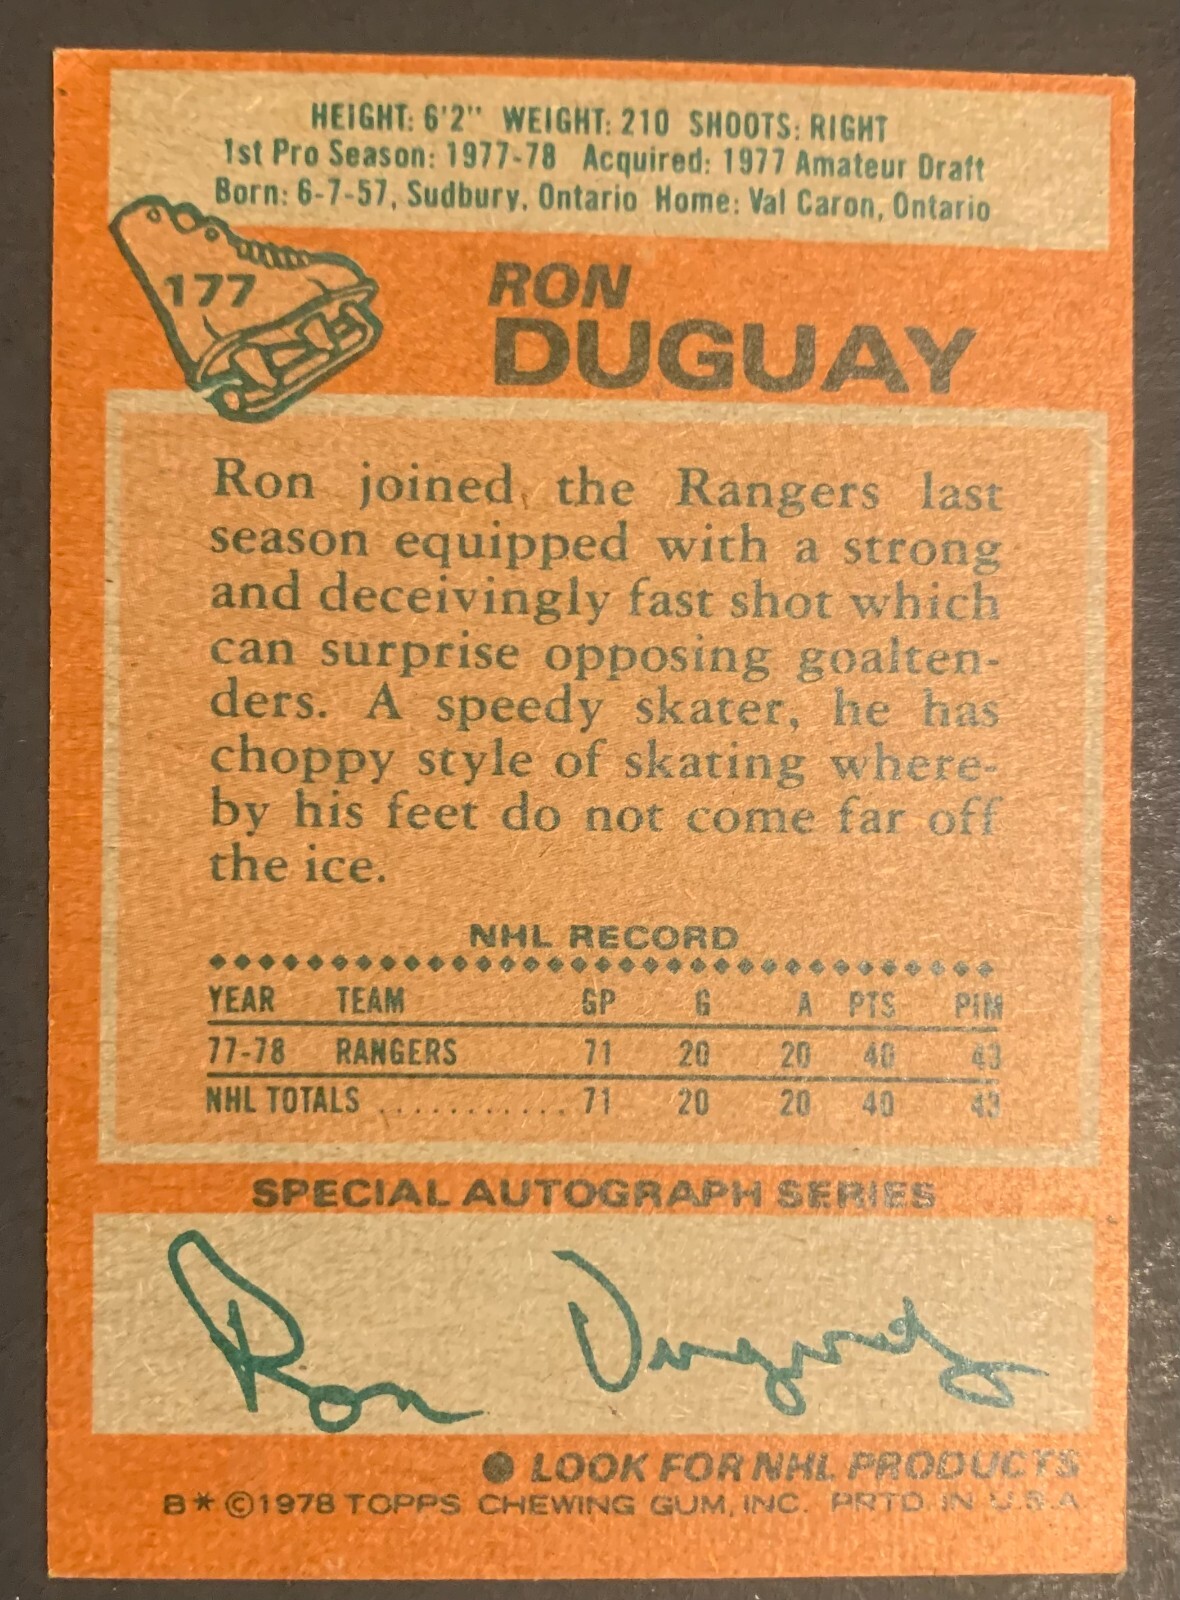 HEIGHT: 6'2" WEIGHT: 210 SHOOTS: RIGHT
1st Pro Season: 1977-78 Acquired: 1977 Amateur Draft
Born: 6-7-57, Sudbury, Ontario Home: Val Caron, Ontario
177
RON
DUGUAY
Ron joined the Rangers last
season equipped with a strong
and deceivingly fast shot which
can surprise opposing goalten-
ders. A speedy skater, he has
choppy style of skating where-
by his feet do not come far off
the ice.
NHL RECORD
YEAR TEAM GP G A PTS PIM
77-78 RANGERS 71 20 20 40 43
NHL TOTALS ............ 71 20 20 40 43
SPECIAL AUTOGRAPH SERIES
Ron Duguay
● LOOK FOR NHL PRODUCTS
B* ©1978 TOPPS CHEWING GUM, INC. PRTD. IN U.S.A.